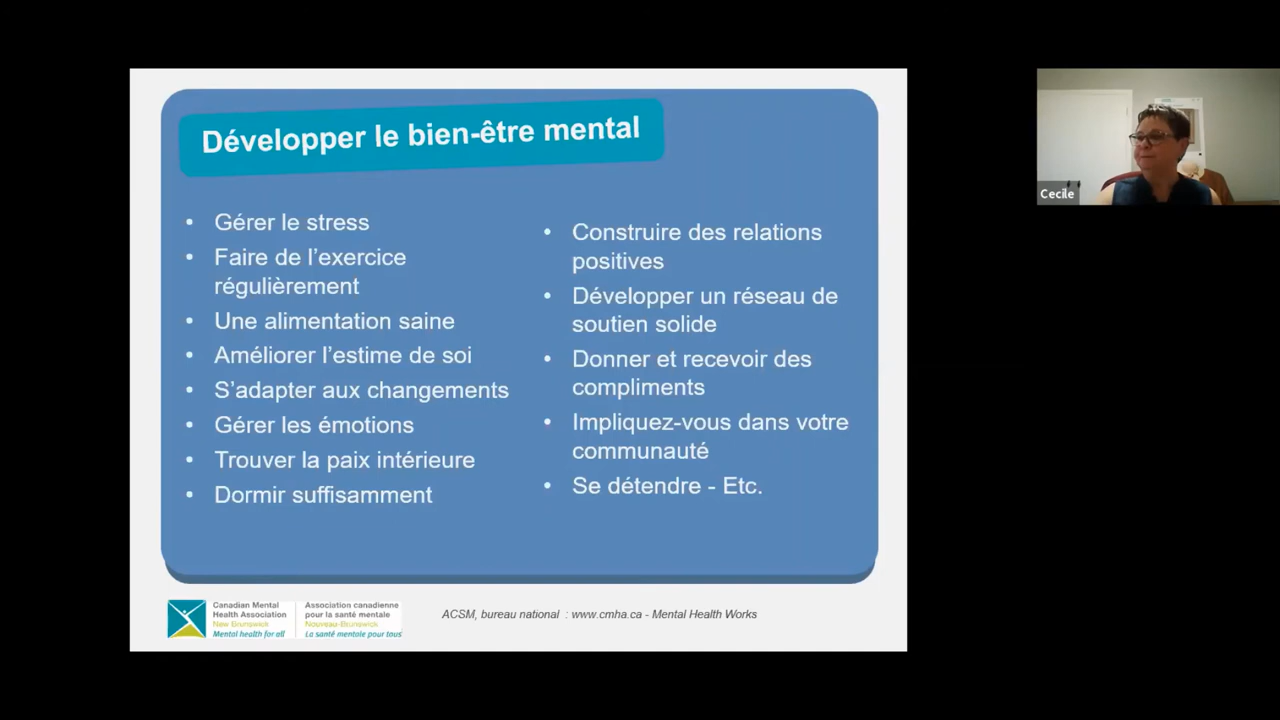 Développer le bien-être mental
• Gérer le stress
• Faire de l’exercice
régulièrement
• Une alimentation saine
• Améliorer l’estime de soi
• S’adapter aux changements
• Gérer les émotions
• Trouver la paix intérieure
• Dormir suffisamment
• Construire des relations
positives
• Développer un réseau de
soutien solide
• Donner et recevoir des
compliments
• Impliquez-vous dans votre
communauté
• Se détendre - Etc.
Canadian Mental
Health Association
New Brunswick
Mental health for all
Association canadienne
pour la santé mentale
Nouveau-Brunswick
La santé mentale pour tous
ACSM, bureau national : www.cmha.ca - Mental Health Works
Cecile